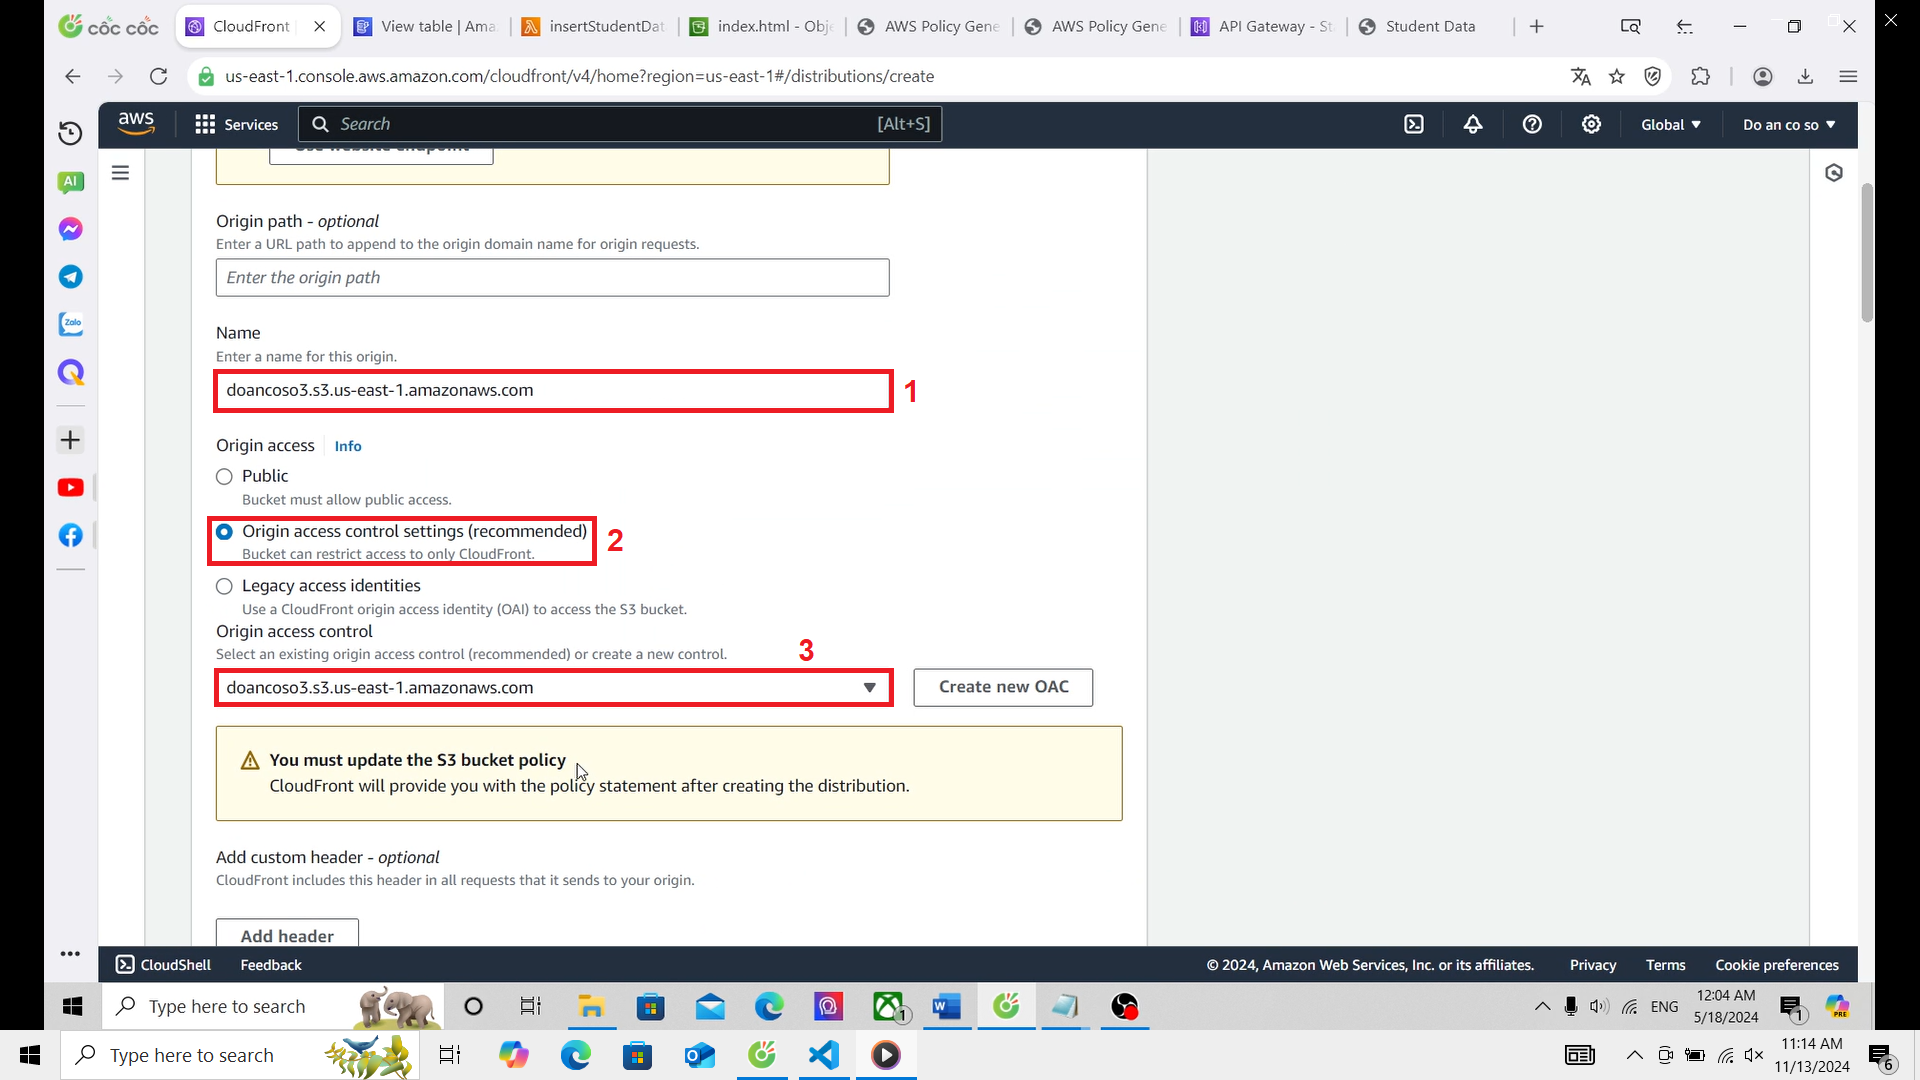 cốc cốc
CloudFront
View table | Ama
insertStudentDat
index.html - Obje
AWS Policy Gene
AWS Policy Gene
API Gateway - St
Student Data
us-east-1.console.aws.amazon.com/cloudfront/v4/home?region=us-east-1#/distributions/create
aws
Services
Search
[Alt+S]
Global
Do an co so
AI
Zalo
Use website endpoint
Origin path - optional
Enter a URL path to append to the origin domain name for origin requests.
Enter the origin path
Name
Enter a name for this origin.
doancoso3.s3.us-east-1.amazonaws.com
1
Origin access
Info
Public
Bucket must allow public access.
Origin access control settings (recommended)
Bucket can restrict access to only CloudFront.
2
Legacy access identities
Use a CloudFront origin access identity (OAI) to access the S3 bucket.
Origin access control
Select an existing origin access control (recommended) or create a new control.
3
doancoso3.s3.us-east-1.amazonaws.com
Create new OAC
You must update the S3 bucket policy
CloudFront will provide you with the policy statement after creating the distribution.
Add custom header - optional
CloudFront includes this header in all requests that it sends to your origin.
Add header
CloudShell
Feedback
© 2024, Amazon Web Services, Inc. or its affiliates.
Privacy
Terms
Cookie preferences
Type here to search
1
ENG
12:04 AM
5/18/2024
1
PRE
Type here to search
11:14 AM
11/13/2024
6